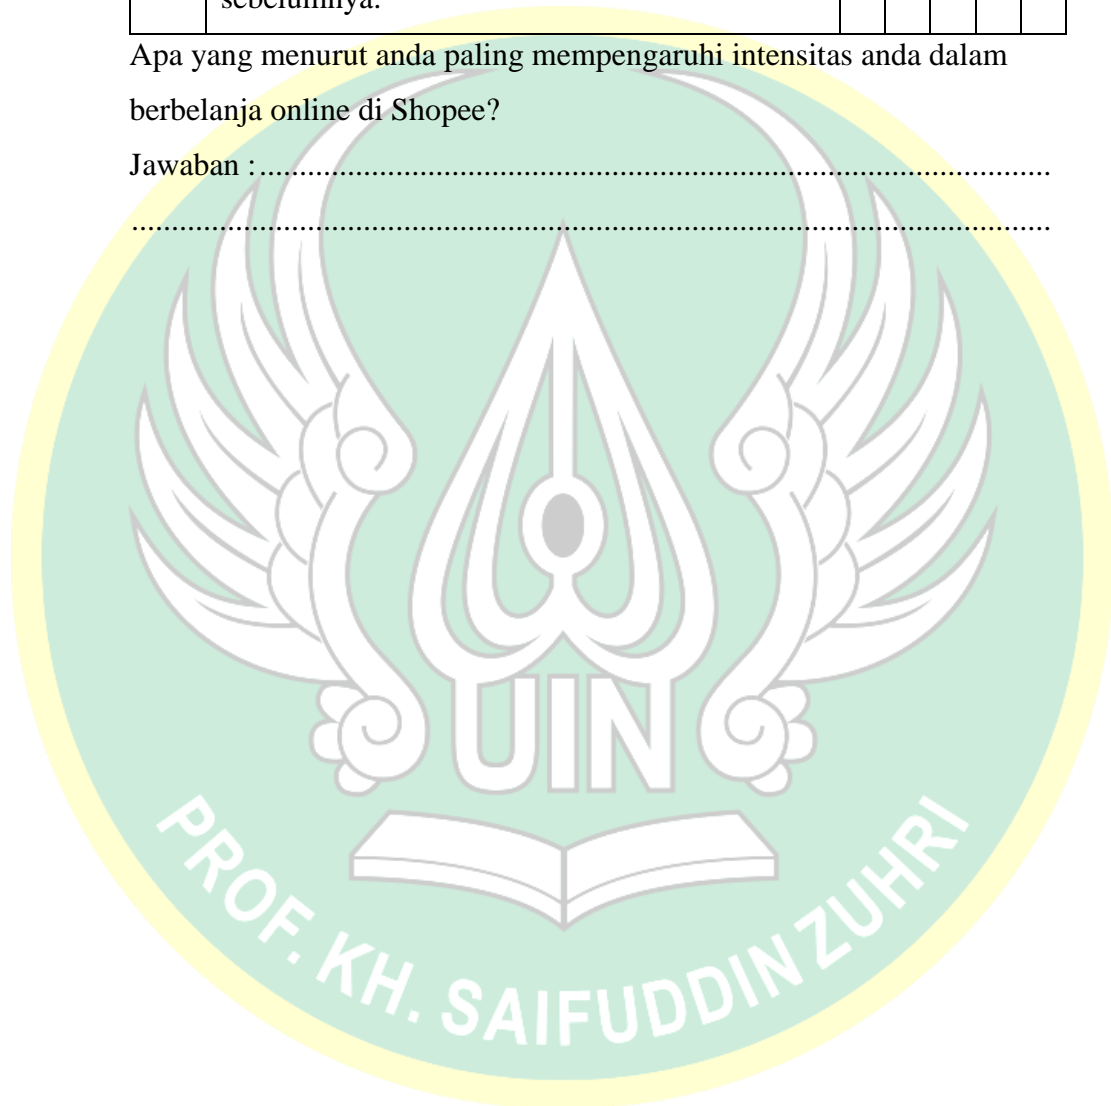 sebelumnya.
Apa yang menurut anda paling mempengaruhi intensitas anda dalam
berbelanja online di Shopee?
Jawaban :....................................................................................................
....................................................................................................................
UIN
PROF. KH. SAIFUDDIN ZUHRI